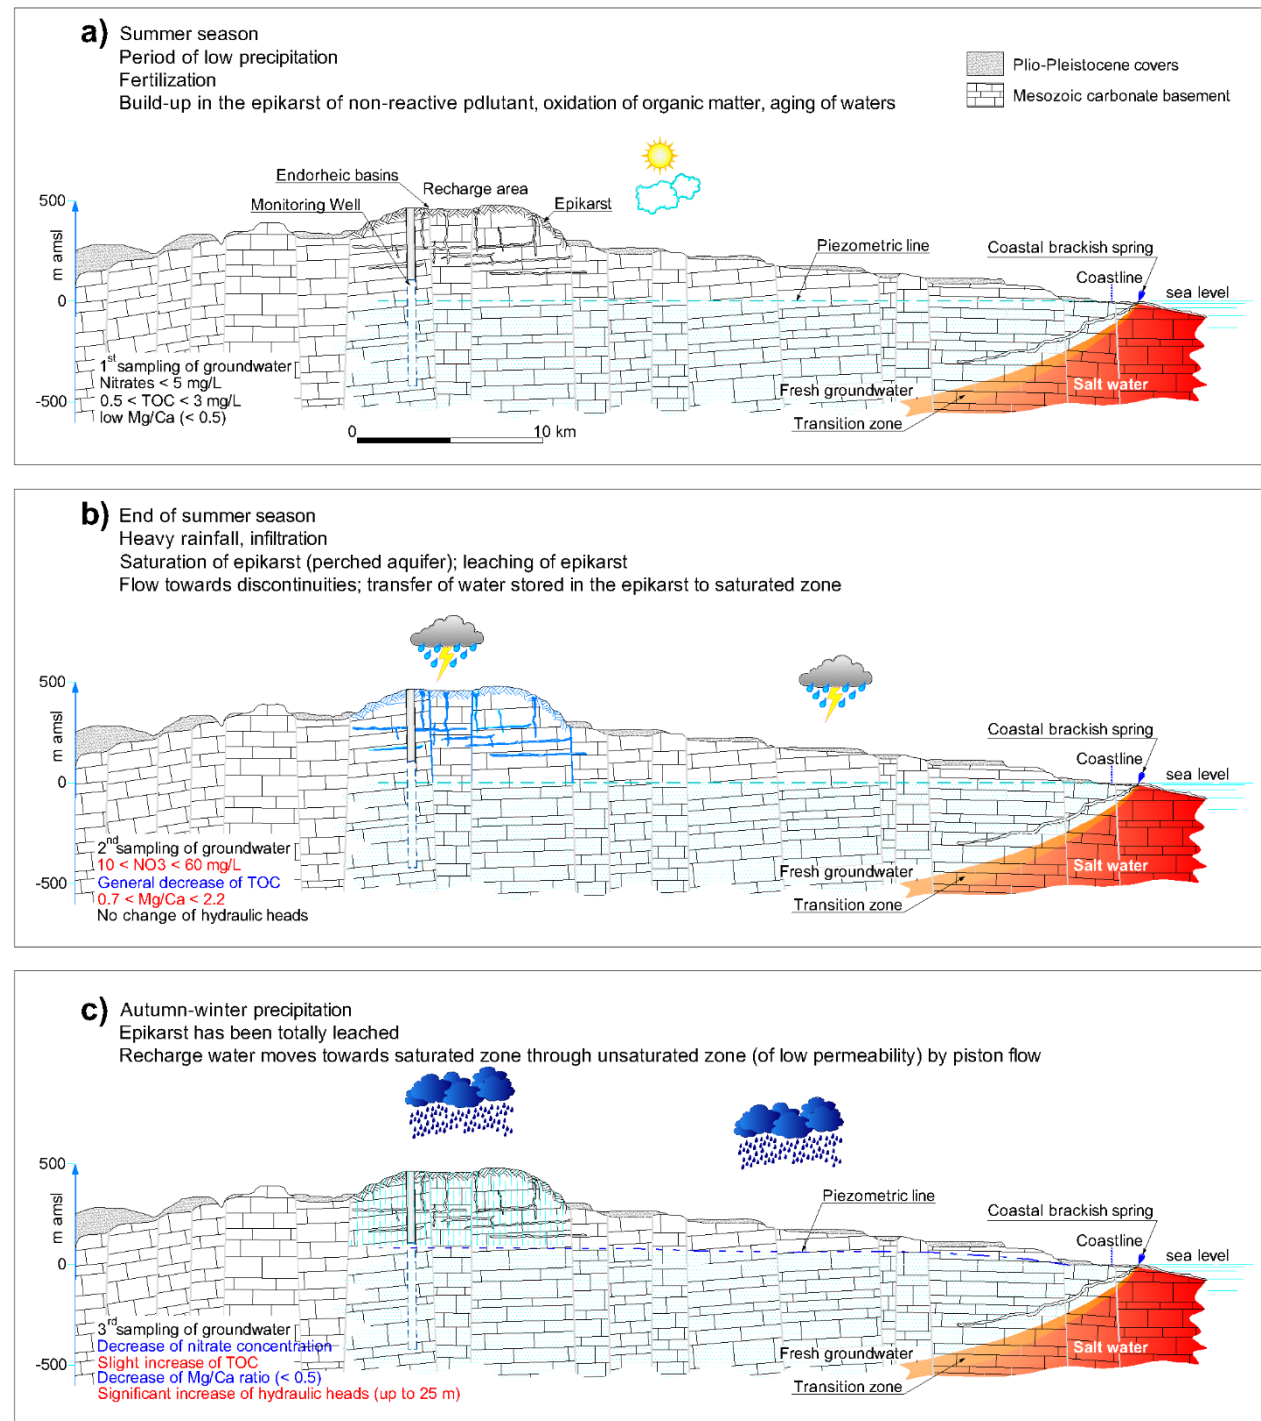 a) Summer season
Period of low precipitation
Fertilization
Build-up in the epikarst of non-reactive pdlutant, oxidation of organic matter, aging of waters
Plio-Pleistocene covers
Mesozoic carbonate basement
Endorheic basins
Recharge area
Monitoring Well
Epikarst
500
m amsl
0
-500
Piezometric line
Coastal brackish spring
Coastline
sea level
1st sampling of groundwater
Nitrates < 5 mg/L
0.5 < TOC < 3 mg/L
low Mg/Ca (< 0.5)
Fresh groundwater
Salt water
Transition zone
0 10 km
b) End of summer season
Heavy rainfall, infiltration
Saturation of epikarst (perched aquifer); leaching of epikarst
Flow towards discontinuities; transfer of water stored in the epikarst to saturated zone
500
m amsl
0
-500
Coastal brackish spring
Coastline
sea level
2nd sampling of groundwater
10 < NO3 < 60 mg/L
General decrease of TOC
0.7 < Mg/Ca < 2.2
No change of hydraulic heads
Fresh groundwater
Salt water
Transition zone
c) Autumn-winter precipitation
Epikarst has been totally leached
Recharge water moves towards saturated zone through unsaturated zone (of low permeability) by piston flow
500
m amsl
0
-500
Piezometric line
Coastal brackish spring
Coastline
sea level
3rd sampling of groundwater
Decrease of nitrate concentration
Slight increase of TOC
Decrease of Mg/Ca ratio (< 0.5)
Significant increase of hydraulic heads (up to 25 m)
Fresh groundwater
Salt water
Transition zone